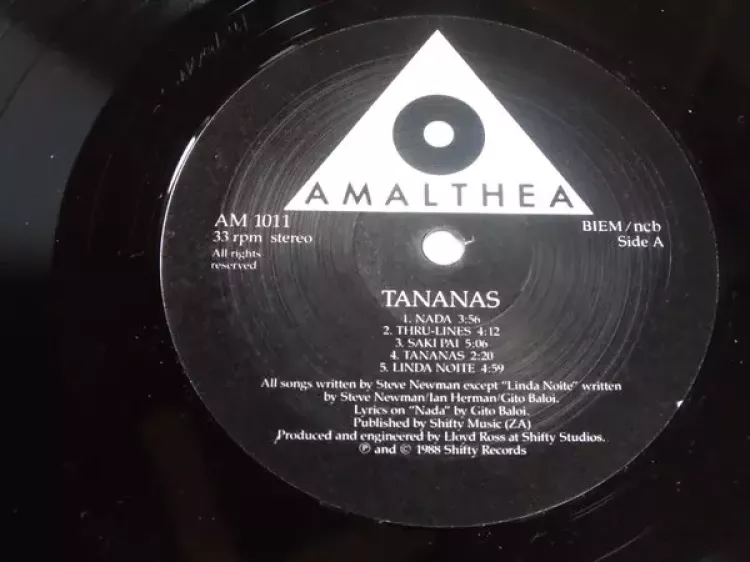 AMALTHEA
AM 1011
33 rpm stereo
All rights
reserved
BIEM/ncb
Side A
TANANAS
1. NADA 3:56
2. THRU-LINES 4:12
3. SAKI PAI 5:06
4. TANANAS 2:20
5. LINDA NOITE 4:59
All songs written by Steve Newman except "Linda Noite" written
by Steve Newman/Ian Herman/Gito Baloi.
Lyrics on "Nada" by Gito Baloi.
Published by Shifty Music (ZA)
Produced and engineered by Lloyd Ross at Shifty Studios.
℗ and © 1988 Shifty Records